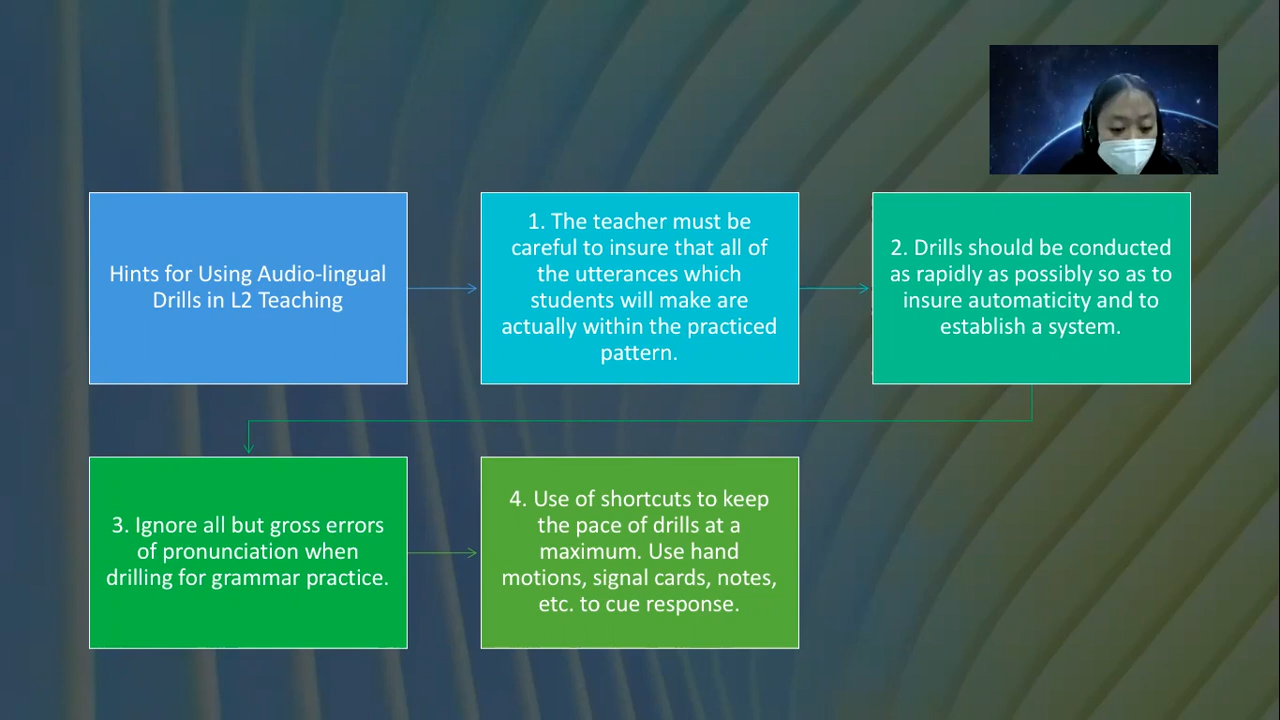 Hints for Using Audio-lingual
Drills in L2 Teaching
1. The teacher must be
careful to insure that all of
the utterances which
students will make are
actually within the practiced
pattern.
2. Drills should be conducted
as rapidly as possibly so as to
insure automaticity and to
establish a system.
3. Ignore all but gross errors
of pronunciation when
drilling for grammar practice.
4. Use of shortcuts to keep
the pace of drills at a
maximum. Use hand
motions, signal cards, notes,
etc. to cue response.